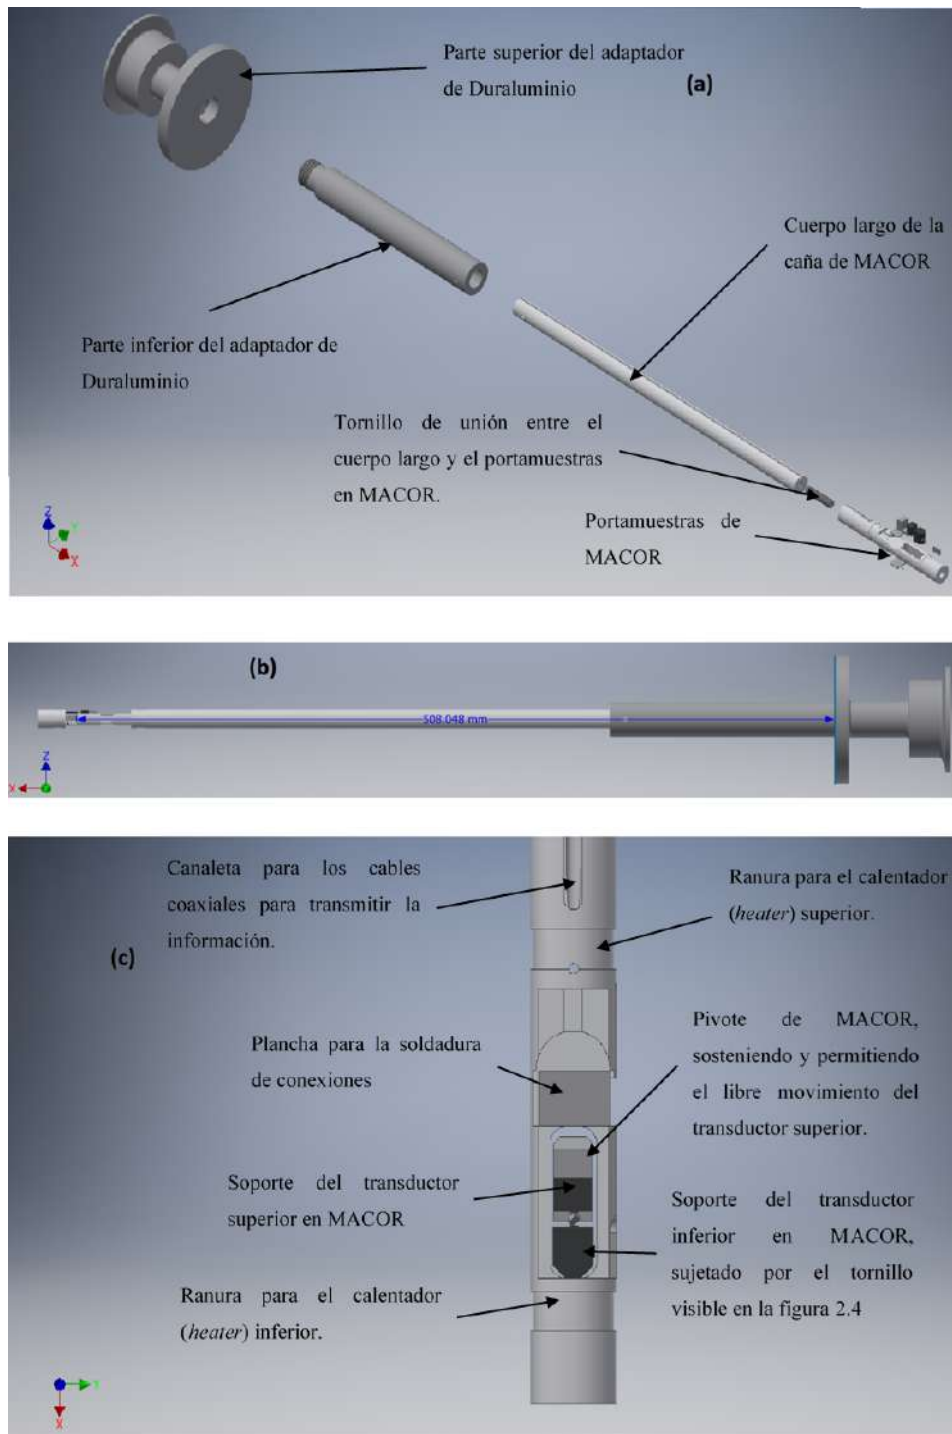 Parte superior del adaptador
de Duraluminio
(a)
Cuerpo largo de la
caña de MACOR
Parte inferior del adaptador de
Duraluminio
Tornillo de unión entre el
cuerpo largo y el portamuestras
en MACOR.
Portamuestras de
MACOR
Z
Y
X
(b)
508.048 mm
Z
X
Canaleta para los cables
coaxiales para transmitir la
información.
Ranura para el calentador
(heater) superior.
(c)
Plancha para la soldadura
de conexiones
Pivote de MACOR,
sosteniendo y permitiendo
el libre movimiento del
transductor superior.
Soporte del transductor
superior en MACOR
Soporte del transductor
inferior en MACOR,
sujetado por el tornillo
visible en la figura 2.4
Ranura para el calentador
(heater) inferior.
Y
X